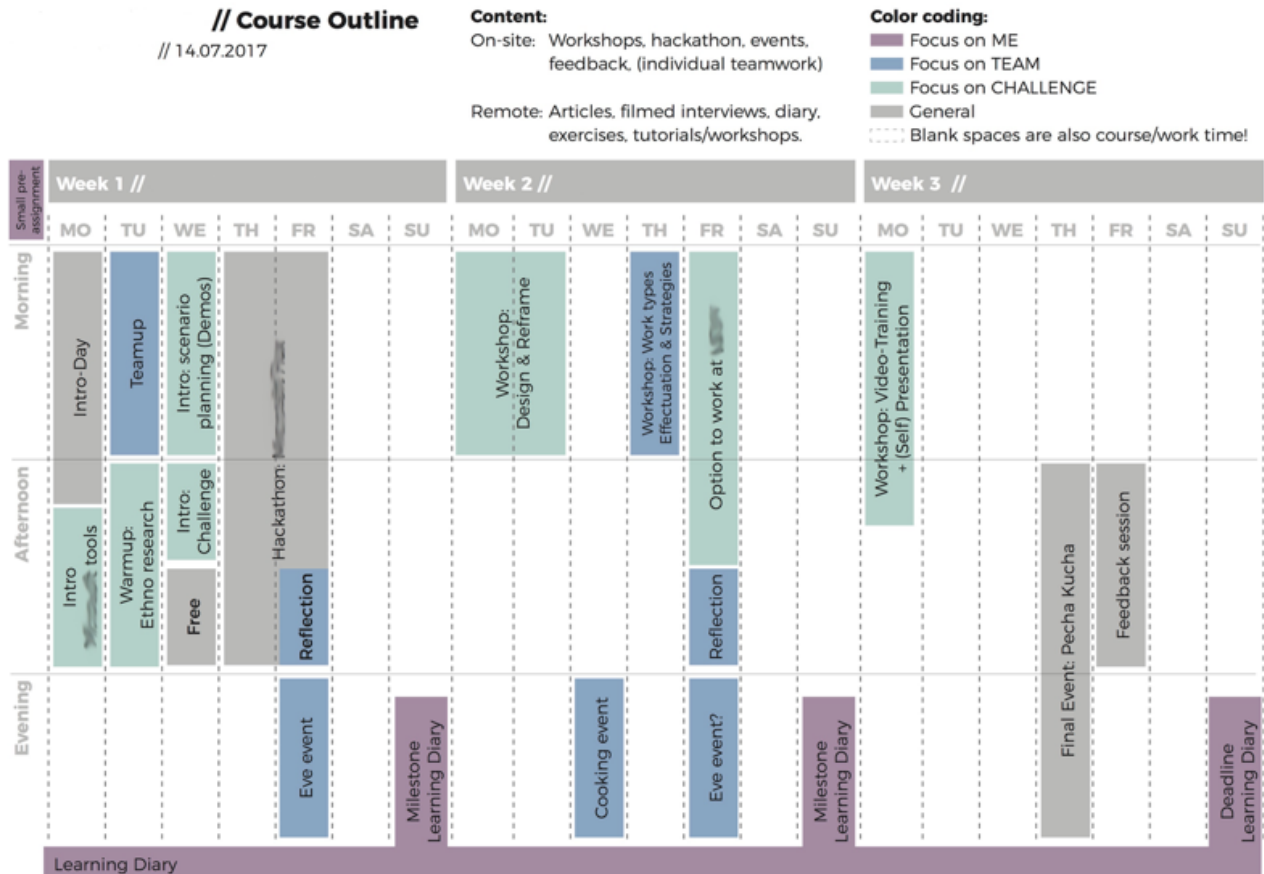 // Course Outline
// 14.07.2017
Content:
On-site: Workshops, hackathon, events,
feedback, (individual teamwork)
Remote: Articles, filmed interviews, diary,
exercises, tutorials/workshops.
Color coding:
Focus on ME
Focus on TEAM
Focus on CHALLENGE
General
Blank spaces are also course/work time!
Small pre-
assignment
Week 1 //
Week 2 //
Week 3 //
MO TU WE TH FR SA SU MO TU WE TH FR SA SU MO TU WE TH FR SA SU
Morning
Afternoon
Evening
Intro-Day
Intro
tools
Teamup
Warmup:
Ethno research
Intro: scenario
planning (Demos)
Intro:
Challenge
Free
Hackathon:
Reflection
Eve event
Milestone
Learning Diary
Workshop:
Design & Reframe
Cooking event
Workshop: Work types
Effectuation & Strategies
Option to work at
Reflection
Eve event?
Milestone
Learning Diary
Workshop: Video-Training
+ (Self) Presentation
Final Event: Pecha Kucha
Feedback session
Deadline
Learning Diary
Learning Diary